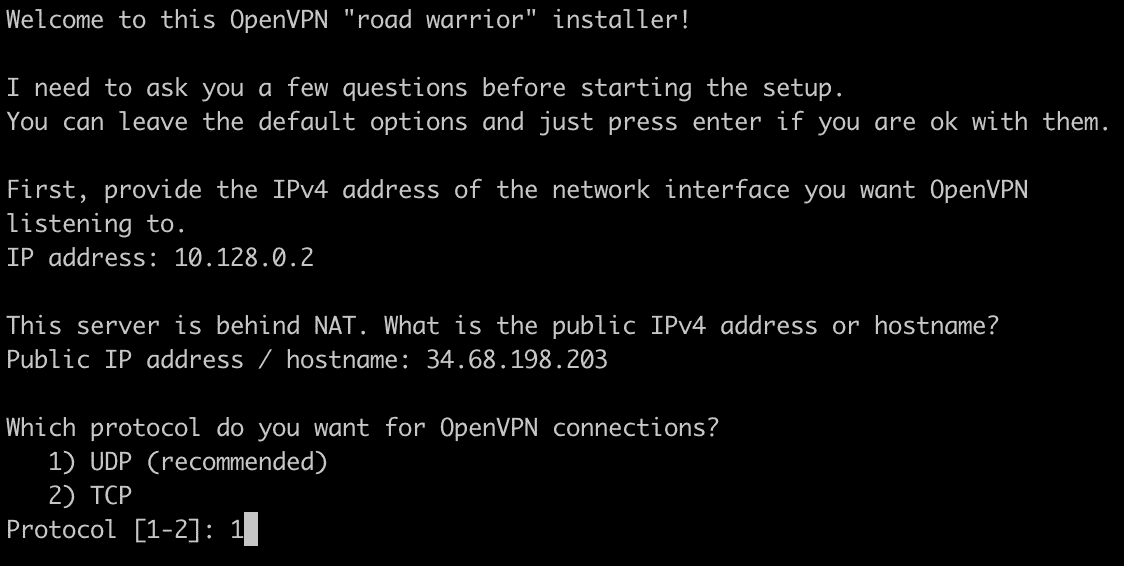 Welcome to this OpenVPN "road warrior" installer!
I need to ask you a few questions before starting the setup.
You can leave the default options and just press enter if you are ok with them.
First, provide the IPv4 address of the network interface you want OpenVPN
listening to.
IP address: 10.128.0.2
This server is behind NAT. What is the public IPv4 address or hostname?
Public IP address / hostname: 34.68.198.203
Which protocol do you want for OpenVPN connections?
1) UDP (recommended)
2) TCP
Protocol [1-2]: 1